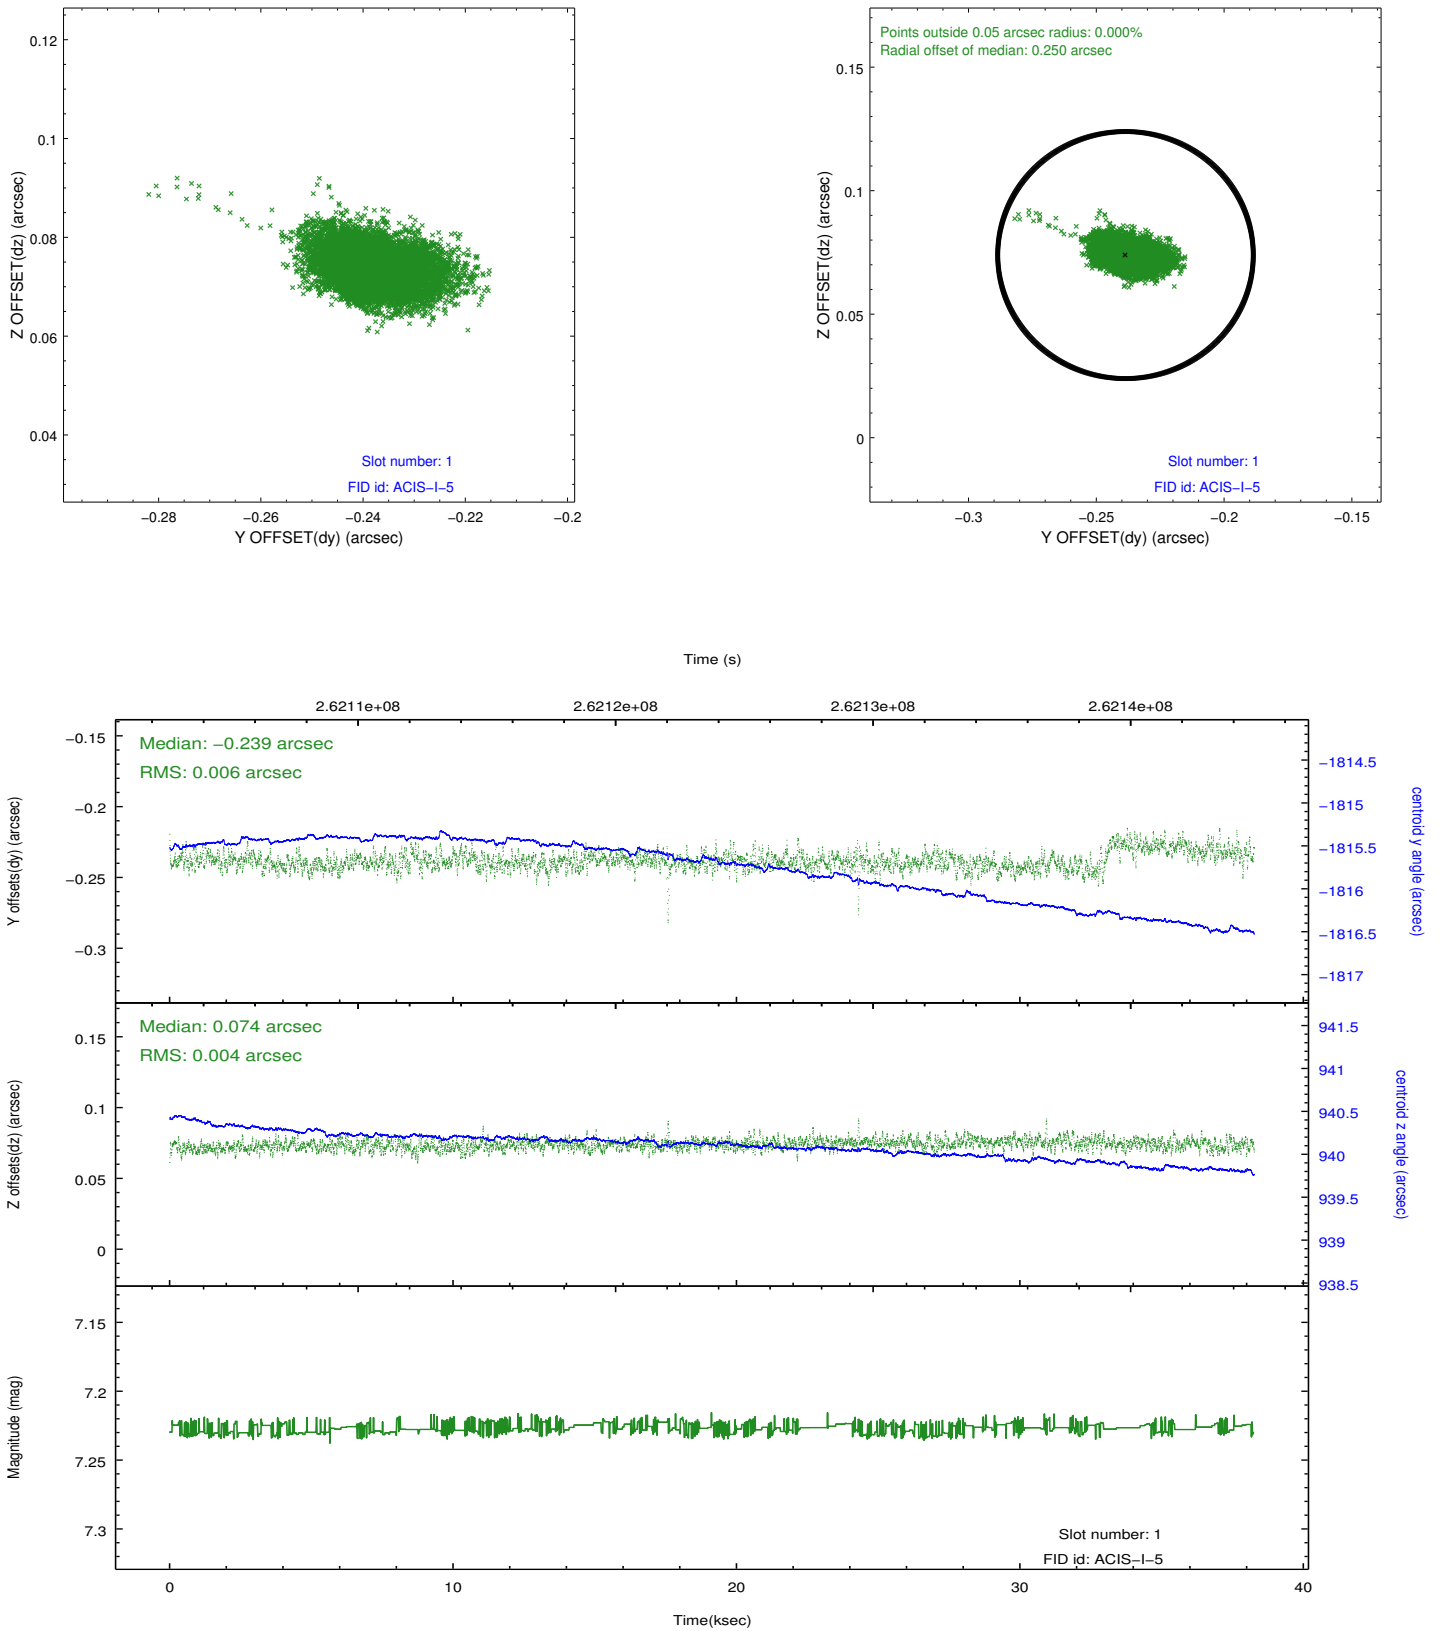 0.12
0.1
0.08
0.06
0.04
Z OFFSET(dz) (arcsec)
Slot number: 1
FID id: ACIS−I−5
−0.28 −0.26 −0.24 −0.22 −0.2
Y OFFSET(dy) (arcsec)
Points outside 0.05 arcsec radius: 0.000%
Radial offset of median: 0.250 arcsec
0.15
0.1
0.05
0
Z OFFSET(dz) (arcsec)
Slot number: 1
FID id: ACIS−I−5
−0.3 −0.25 −0.2 −0.15
Y OFFSET(dy) (arcsec)
Time (s)
2.6211e+08 2.6212e+08 2.6213e+08 2.6214e+08
Median: −0.239 arcsec
RMS: 0.006 arcsec
−0.15
−0.2
−0.25
−0.3
Y offsets(dy) (arcsec)
−1814.5
−1815
−1815.5
−1816
−1816.5
−1817
centroid y angle (arcsec)
Median: 0.074 arcsec
RMS: 0.004 arcsec
0.15
0.1
0.05
0
Z offsets(dz) (arcsec)
941.5
941
940.5
940
939.5
939
938.5
centroid z angle (arcsec)
7.15
7.2
7.25
7.3
Magnitude (mag)
Slot number: 1
FID id: ACIS−I−5
0 10 20 30 40
Time(ksec)